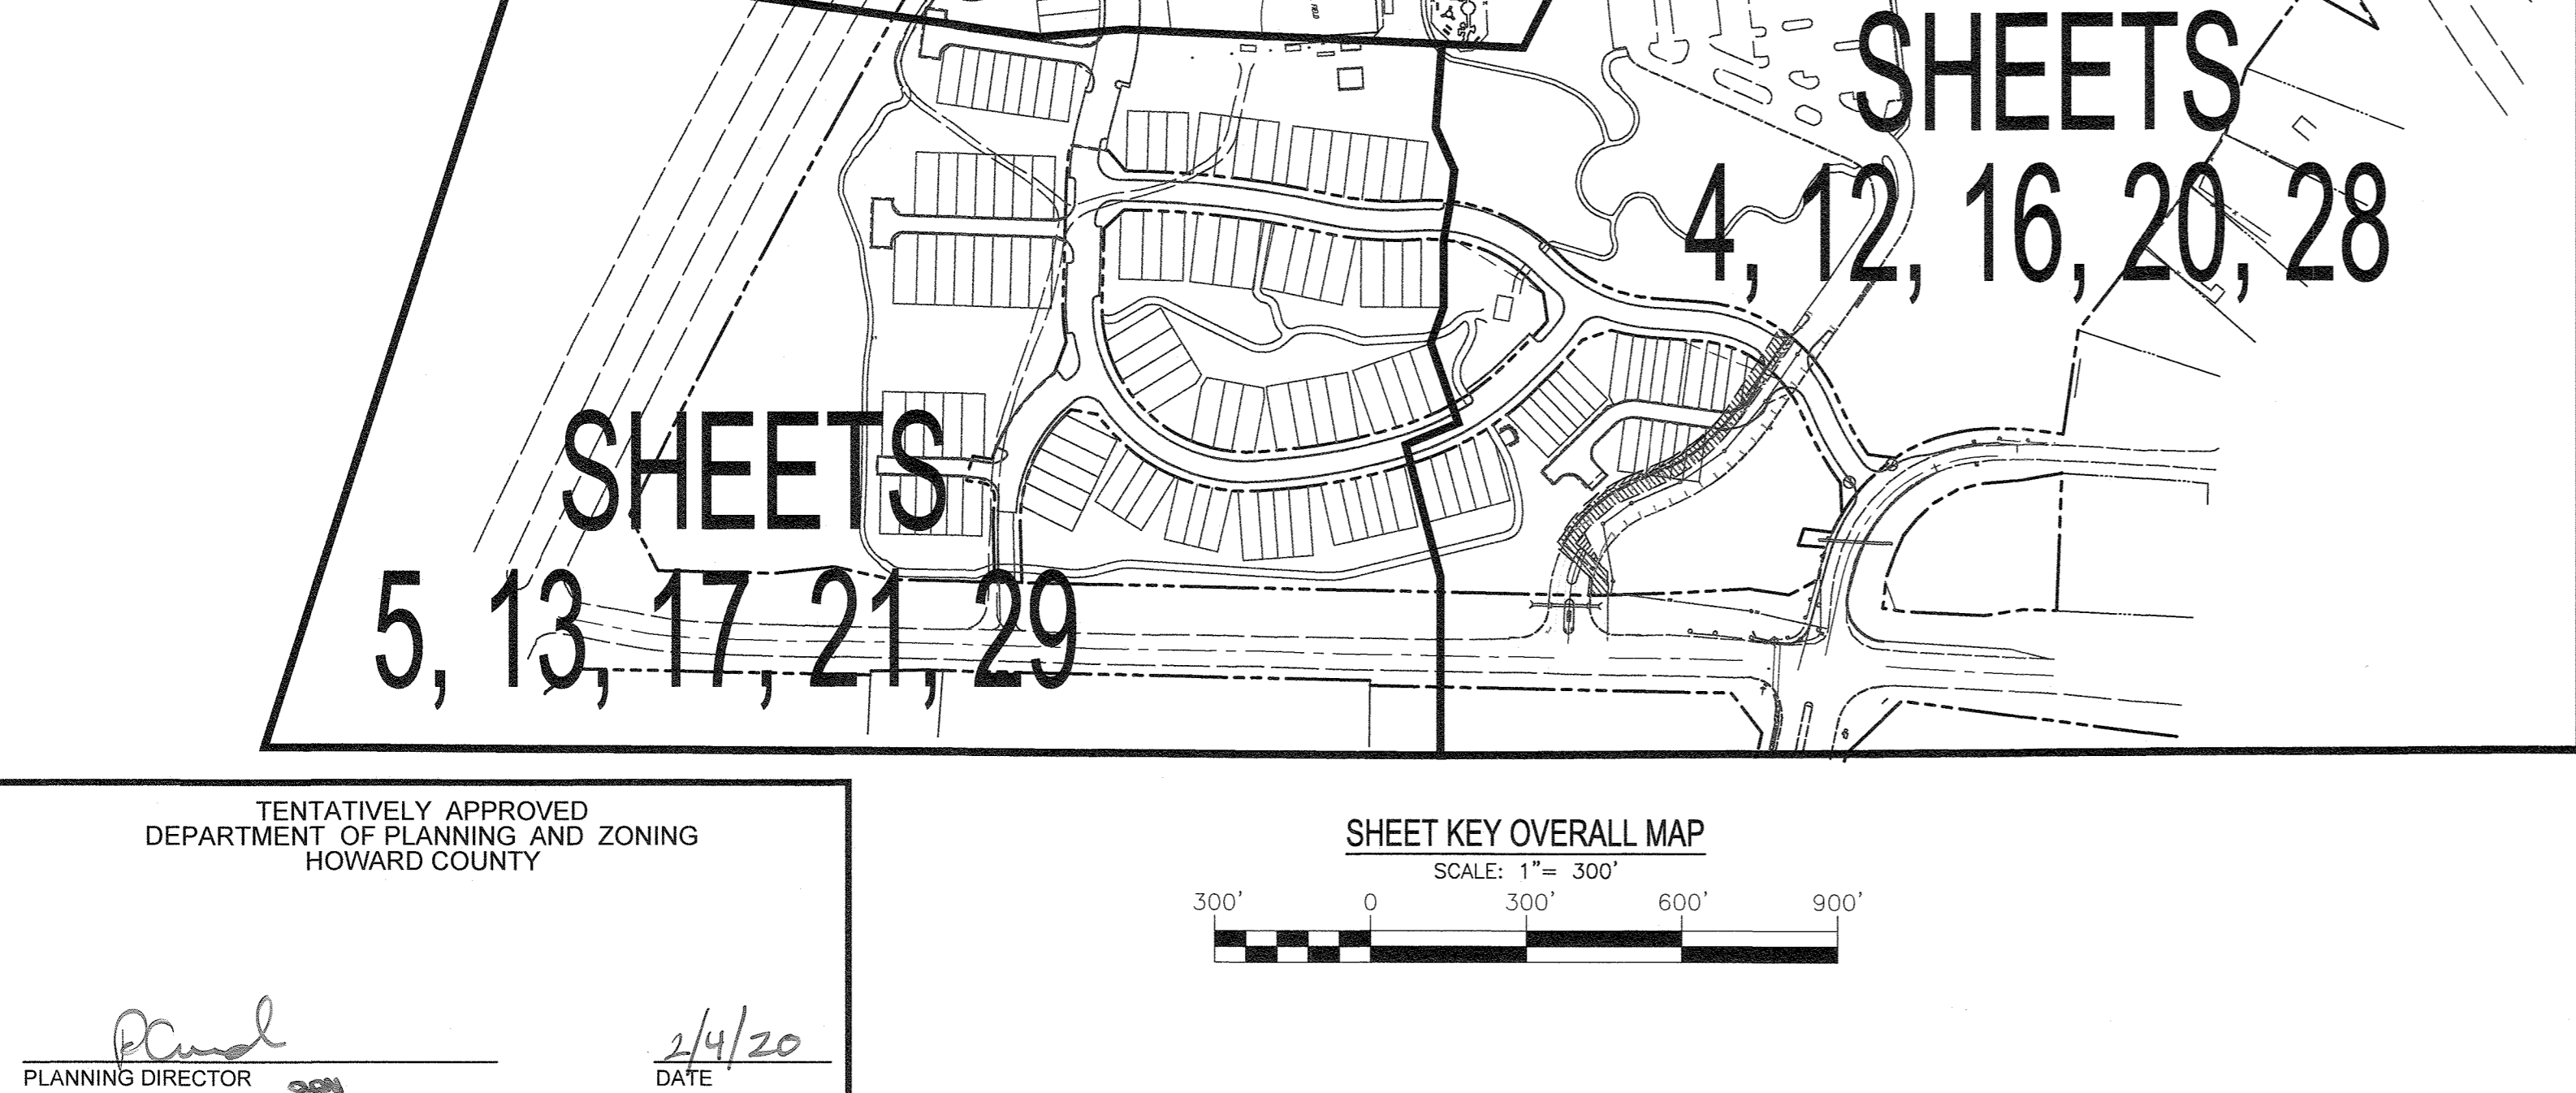 SHEETS
4, 12, 16, 20, 28
SHEETS
5, 13, 17, 21, 29
TENTATIVELY APPROVED
DEPARTMENT OF PLANNING AND ZONING
HOWARD COUNTY
PLANNING DIRECTOR
2/4/20
DATE
SHEET KEY OVERALL MAP
SCALE: 1"= 300'
300' 0 300' 600' 900'